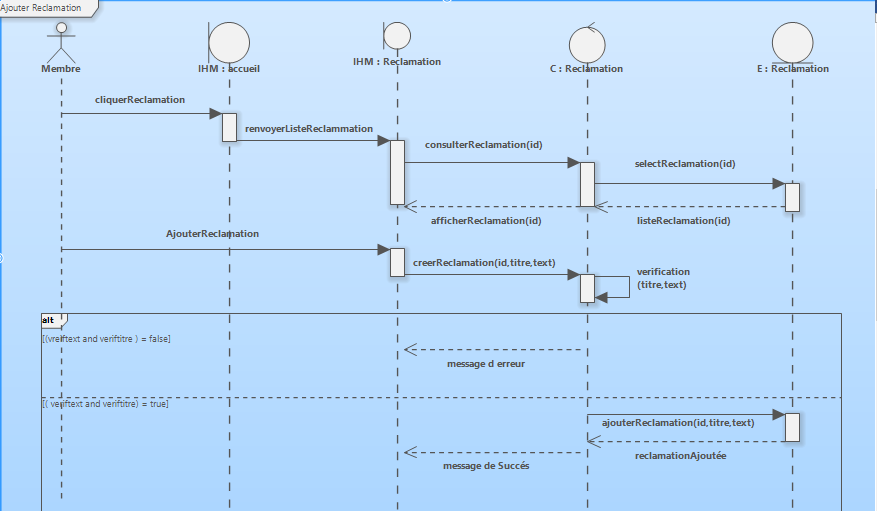 Ajouter Reclamation
Membre
IHM : accueil
IHM : Reclamation
C : Reclamation
E : Reclamation
cliquerReclamation
renvoyerListeReclammation
consulterReclamation(id)
selectReclamation(id)
afficherReclamation(id)
listeReclamation(id)
AjouterReclamation
creerReclamation(id,titre,text)
verification
(titre,text)
alt
[(vreiftext and veriftitre ) = false]
message d erreur
[( veriftext and veriftitre) = true]
ajouterReclamation(id,titre,text)
reclamationAjoutée
message de Succés